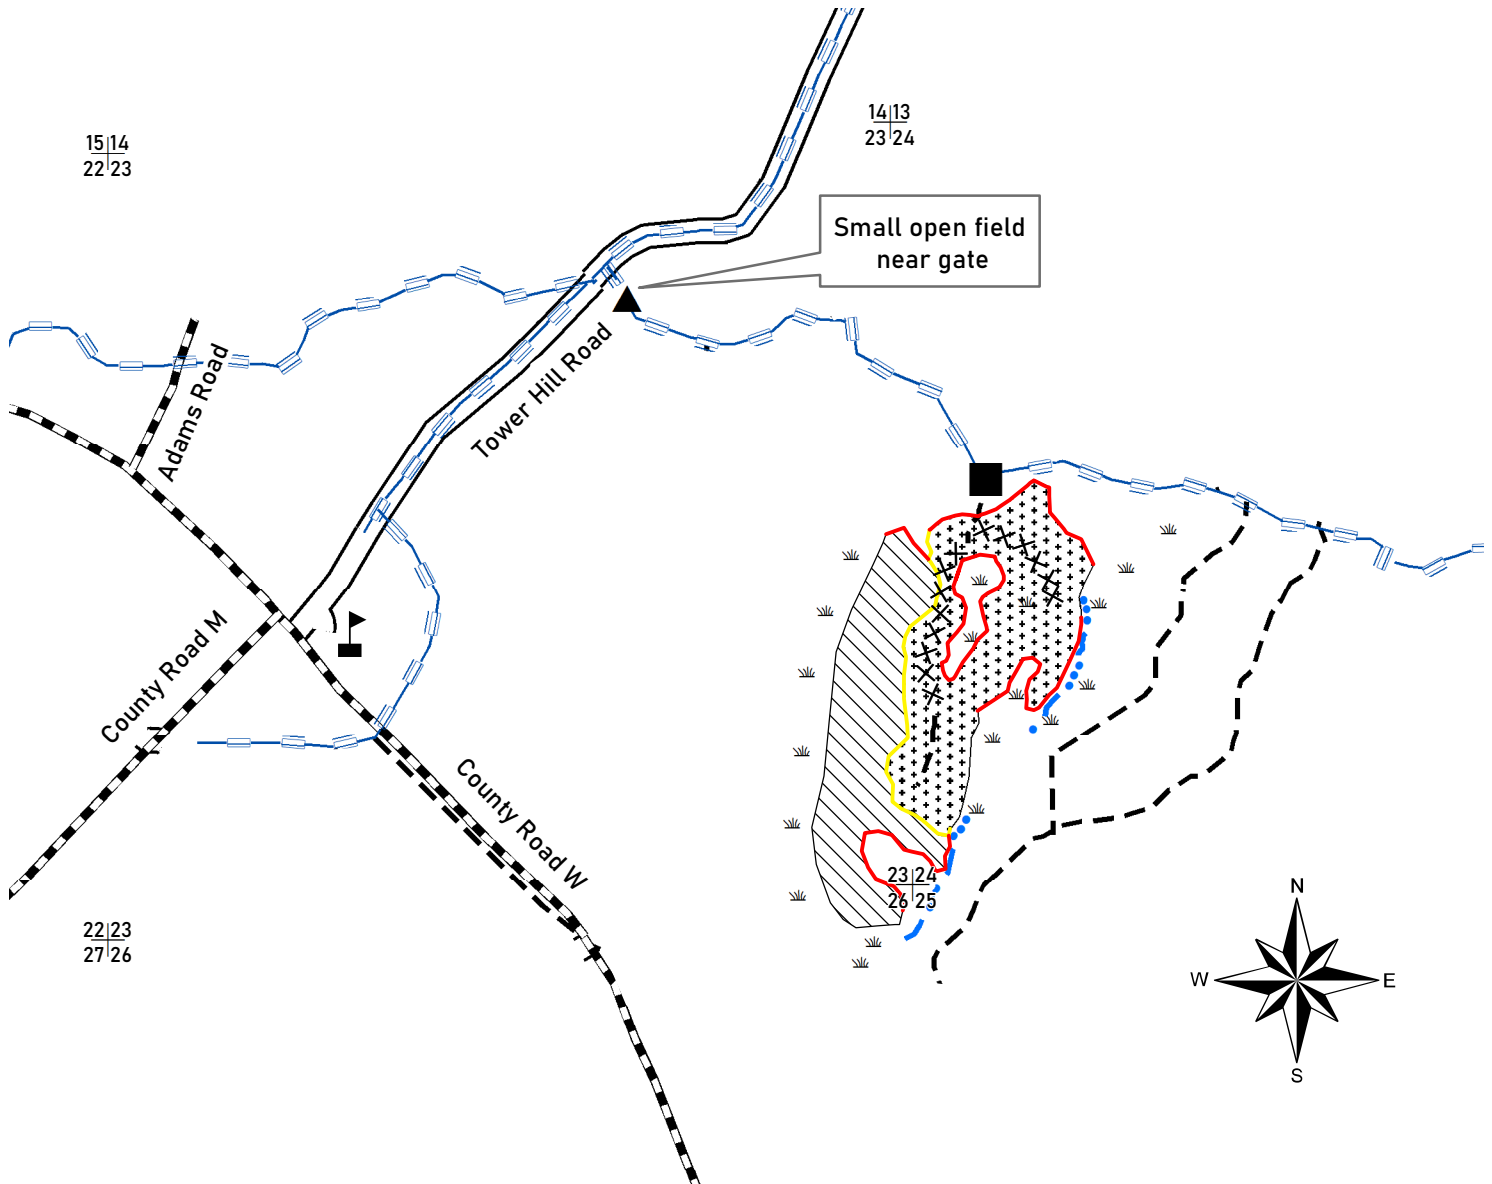 14 13
23 24
15 14
22 23
Small open field
near gate
Tower Hill Road
Adams Road
County Road M
County Road W
23 24
26 25
22 23
27 26
N
W
E
S